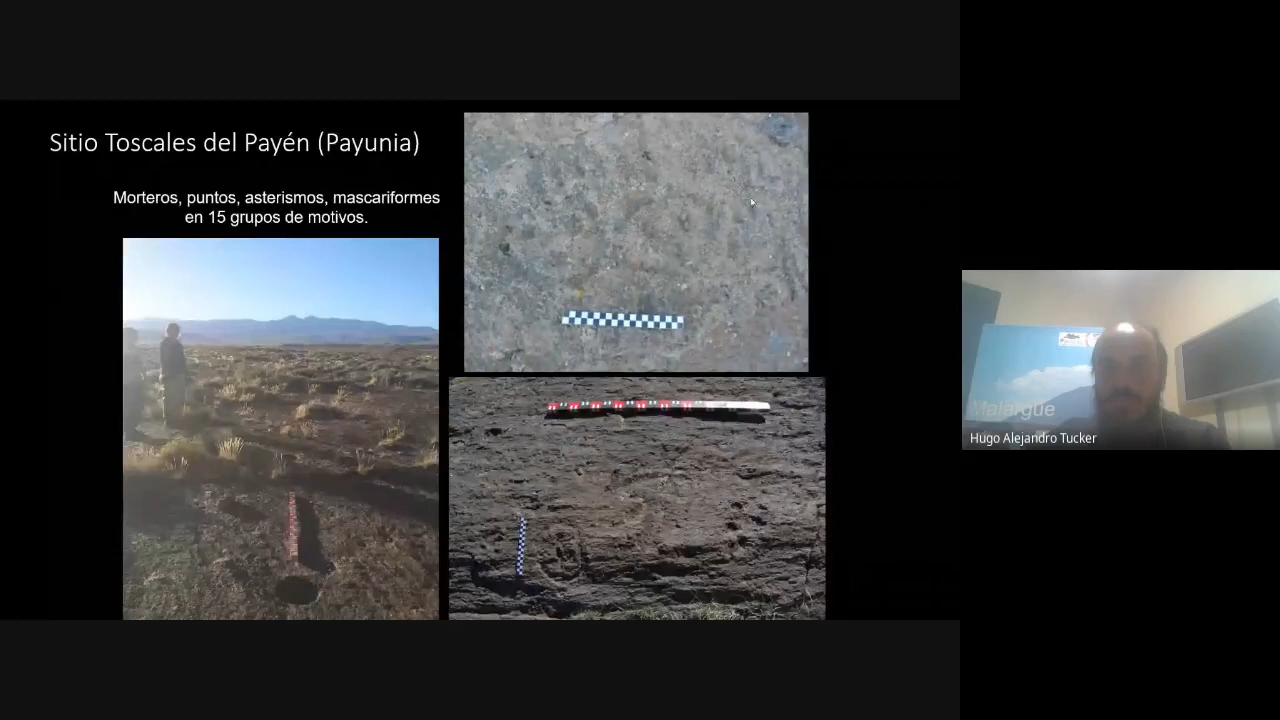 Sitio Toscales del Payén (Payunia)
Morteros, puntos, asterismos, mascariformes
en 15 grupos de motivos.
Malargüe
Hugo Alejandro Tucker